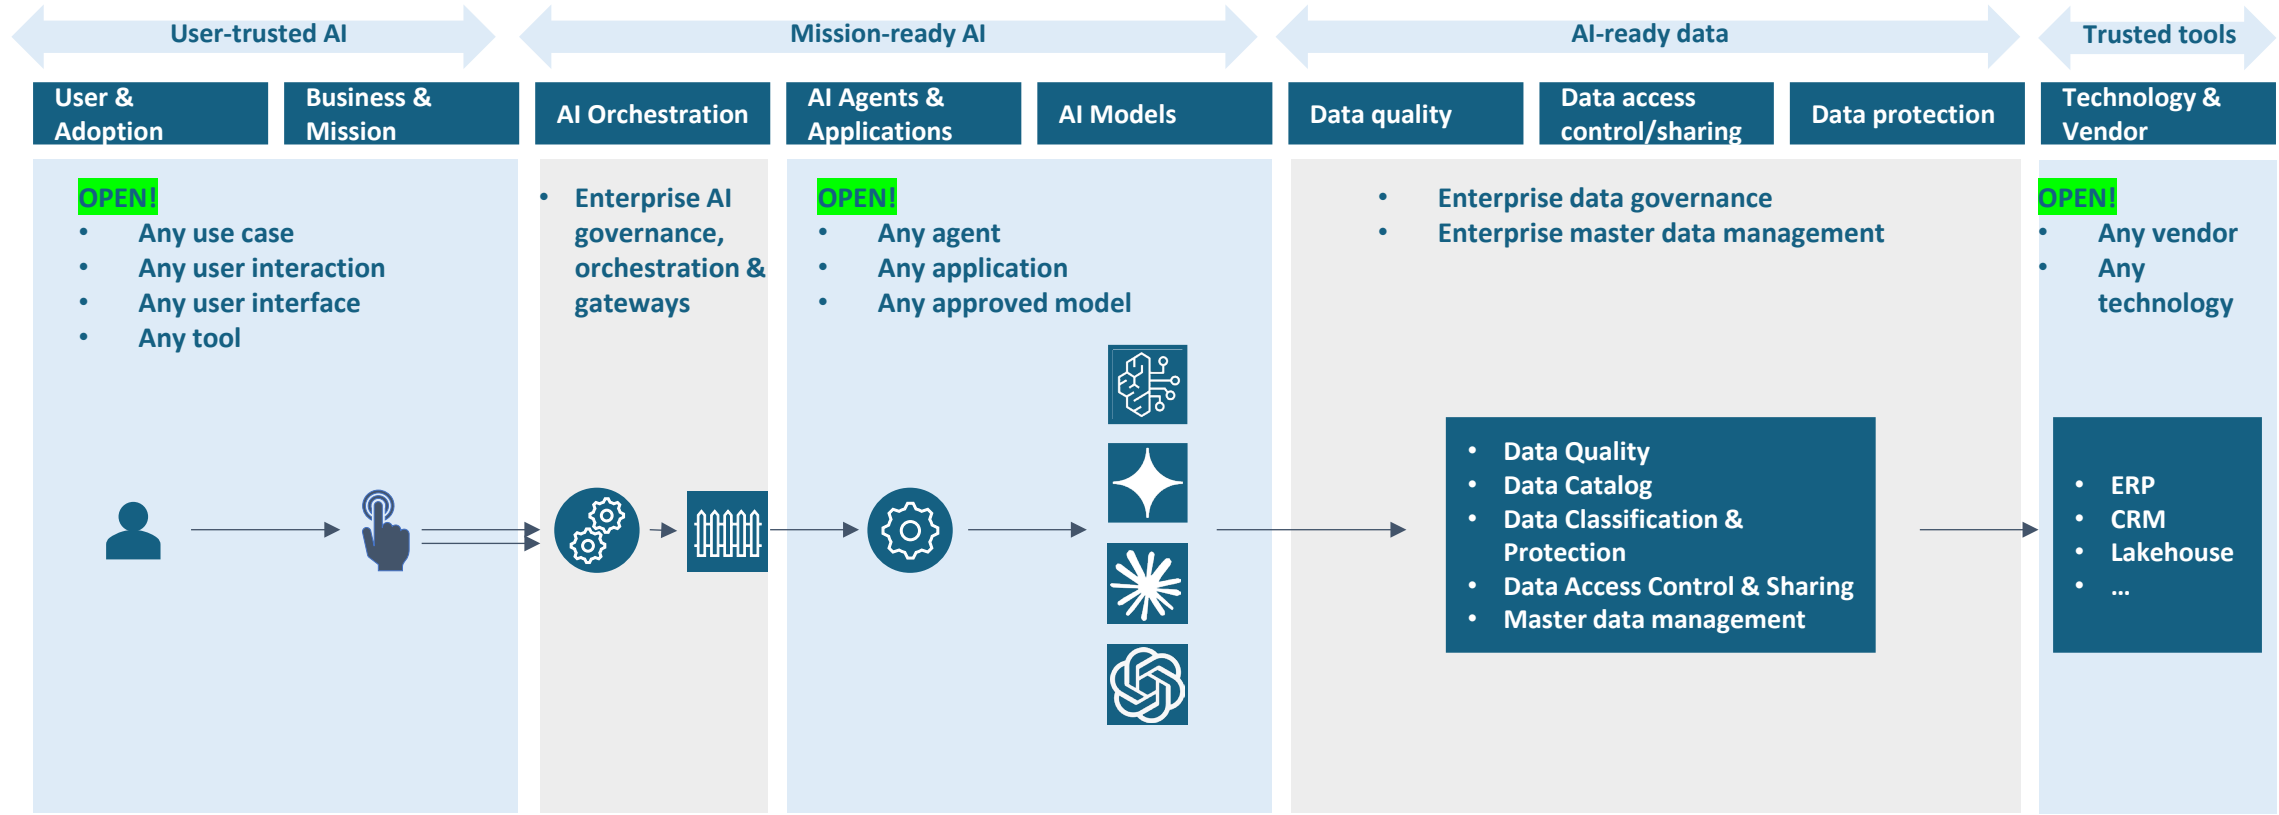 User-trusted AI
Mission-ready AI
AI-ready data
Trusted tools
User &
Adoption
Business &
Mission
AI Orchestration
AI Agents &
Applications
AI Models
Data quality
Data access
control/sharing
Data protection
Technology &
Vendor
OPEN!
• Any use case
• Any user interaction
• Any user interface
• Any tool
• Enterprise AI
governance,
orchestration &
gateways
OPEN!
• Any agent
• Any application
• Any approved model
• Enterprise data governance
• Enterprise master data management
OPEN!
• Any vendor
• Any
technology
• Data Quality
• Data Catalog
• Data Classification &
Protection
• Data Access Control & Sharing
• Master data management
• ERP
• CRM
• Lakehouse
• ...